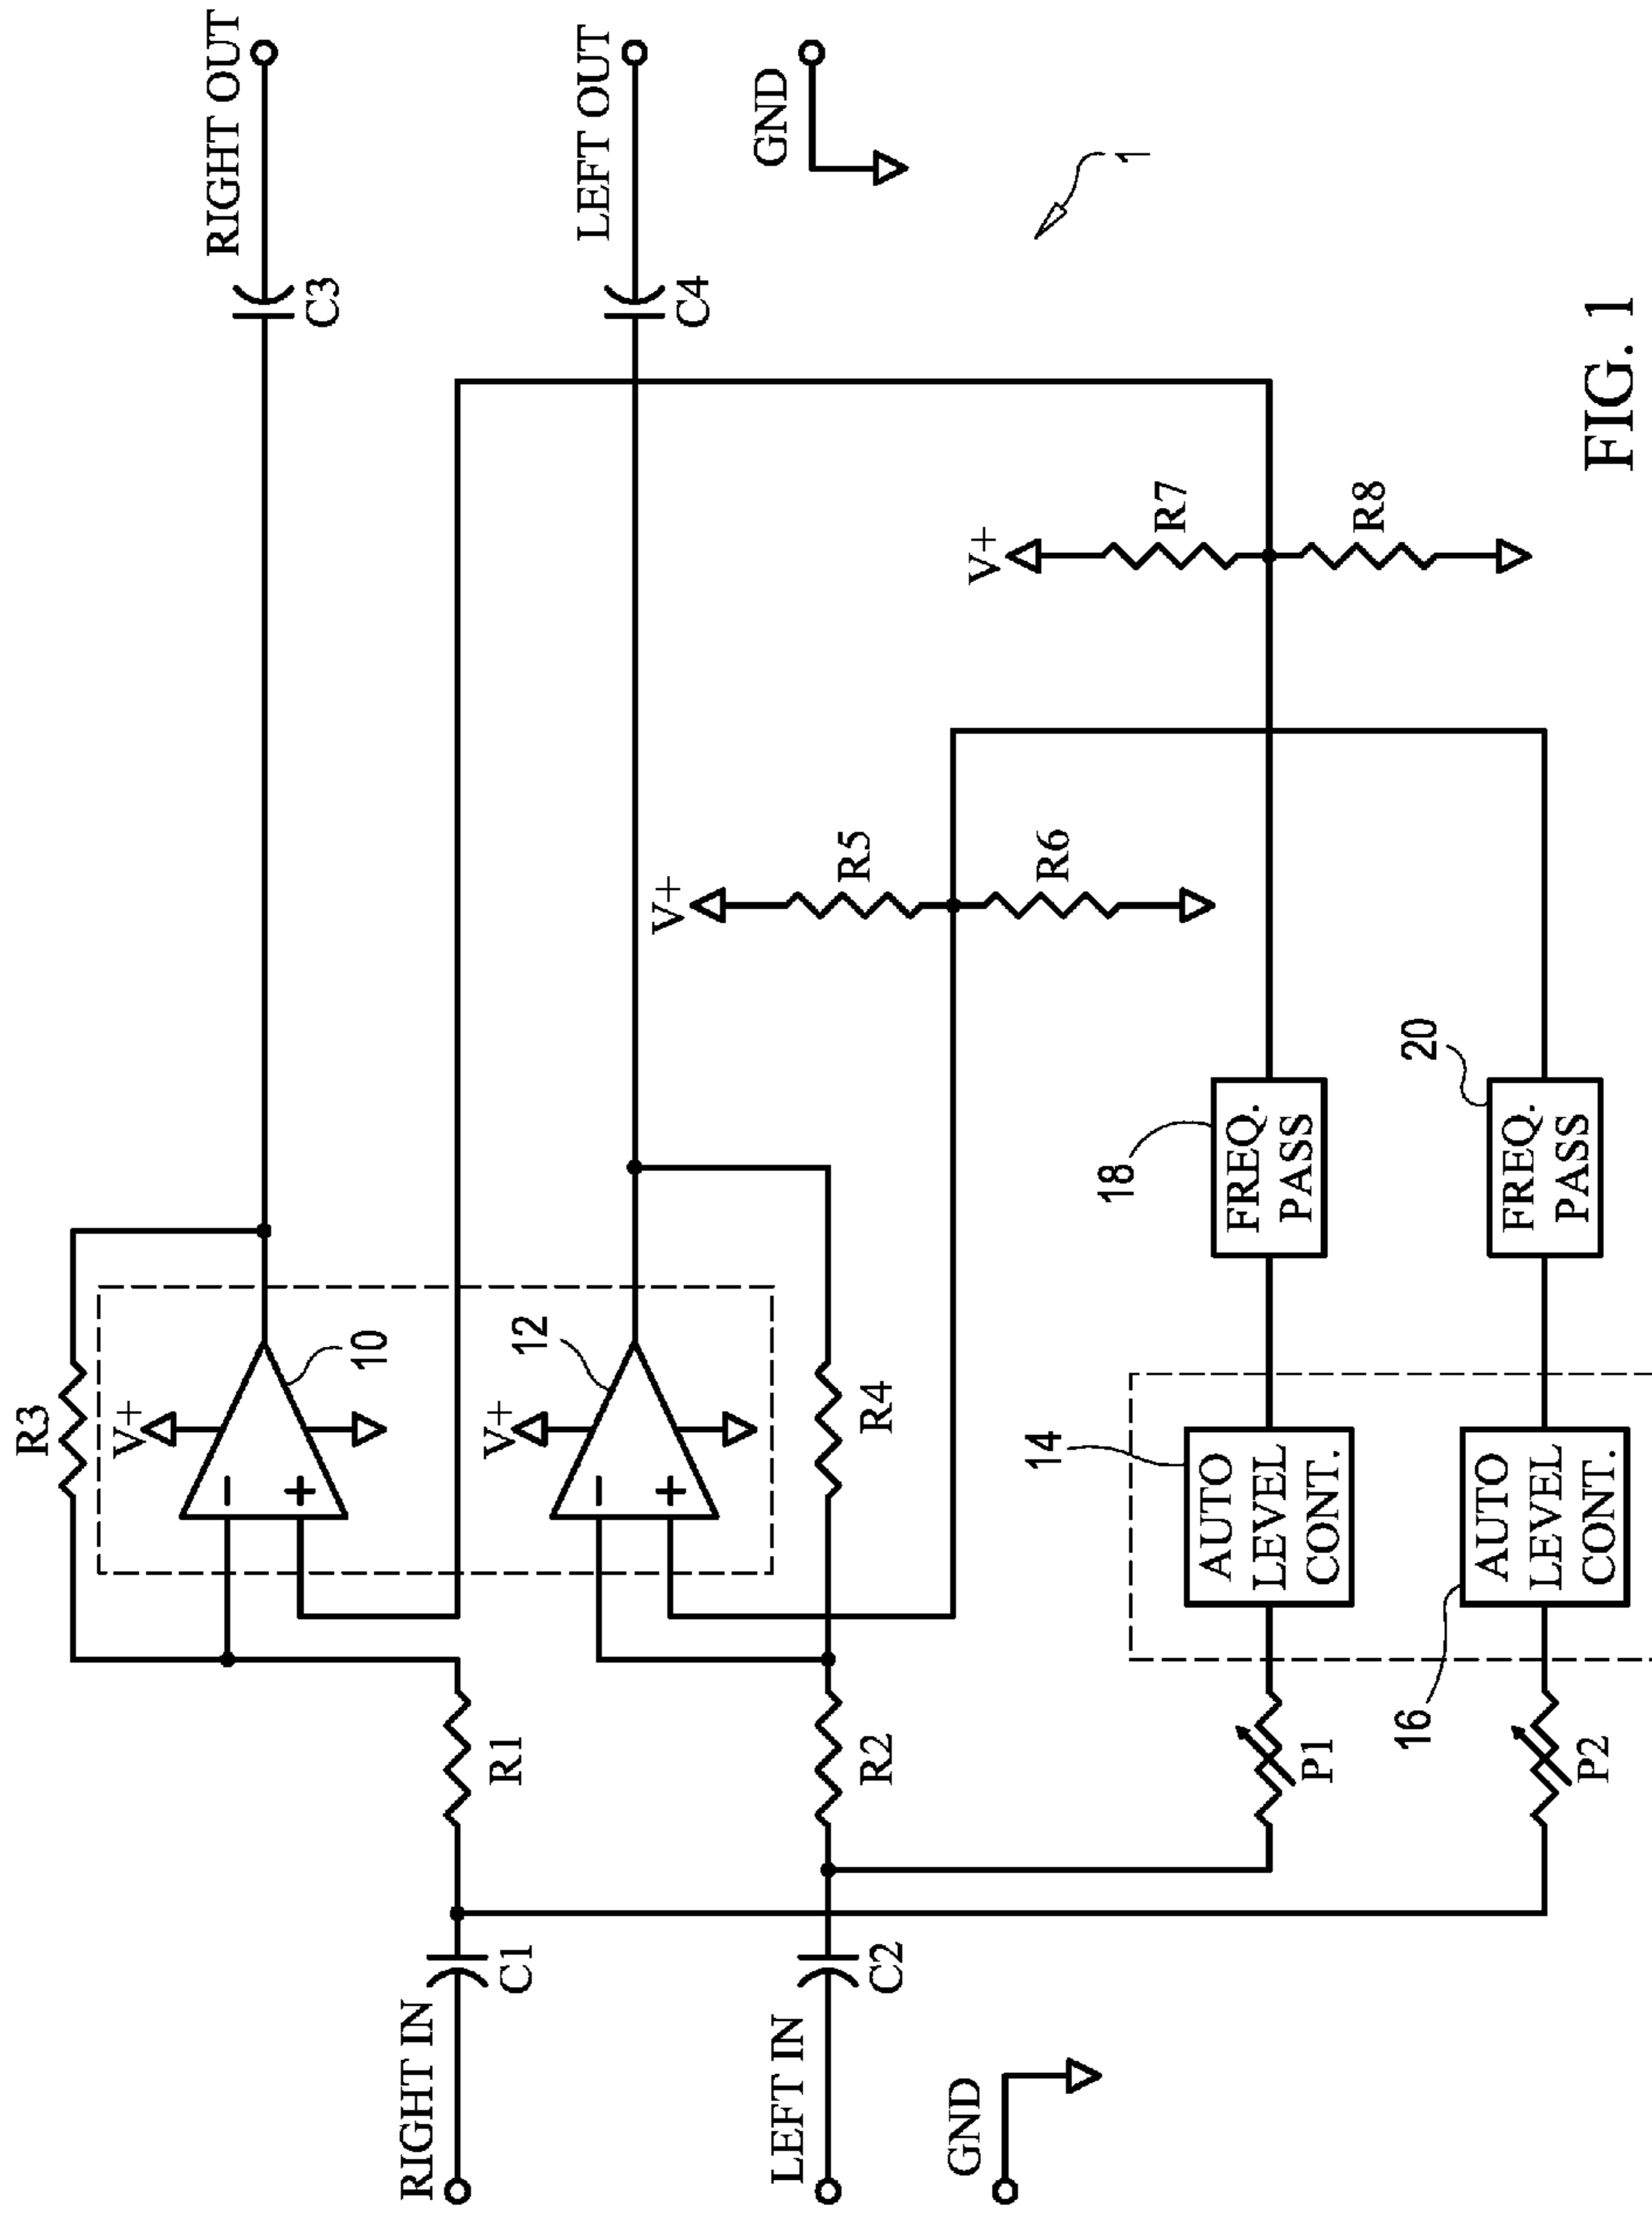 R3
V+
10
RIGHT OUT
C3
V+
12
LEFT OUT
C4
RIGHT IN
C1
R1
GND
LEFT IN
C2
R2
R4
V+
R5
R6
GND
1
V+
R7
R8
14
AUTO
LEVEL
CONT.
18
FREQ.
PASS
P1
16
AUTO
LEVEL
CONT.
20
FREQ.
PASS
P2
FIG. 1